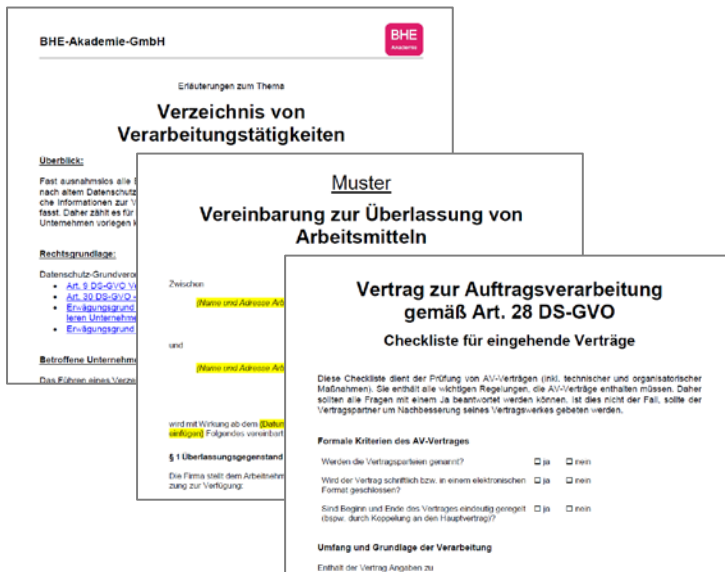 BHE-Akademie-GmbH
BHE
Akademie
Erläuterungen zum Thema
Verzeichnis von
Verarbeitungstätigkeiten
Überblick:
Fast ausnahmslos alle
nach altem Datenschutz
che Informationen zur V
fasst. Daher zählt es für
Unternehmen vorlegen k
Rechtsgrundlage:
Datenschutz-Grundveror
Art. 5 DS-GVO V
Art. 30 DS-GVO
Erwägungsgrund
leren Unternehme
Erwägungsgrund
Betroffene Unternehme
Das Führen eines Verze
Muster
Vereinbarung zur Überlassung von
Arbeitsmitteln
Zwischen
(Name und Adresse Arb
und
(Name und Adresse Arb
wird mit Wirkung ab dem (Datum
einfügen) Folgendes vereinbart
§ 1 Überlassungsgegenstand
Die Firma stellt dem Arbeitnehm
zung zur Verfügung:
Vertrag zur Auftragsverarbeitung
gemäß Art. 28 DS-GVO
Checkliste für eingehende Verträge
Diese Checkliste dient der Prüfung von AV-Verträgen (inkl. technischer und organisatorischer
Maßnahmen). Sie enthält alle wichtigen Regelungen, die AV-Verträge enthalten müssen. Daher
sollten alle Fragen mit einem Ja beantwortet werden können. Ist dies nicht der Fall, sollte der
Vertragspartner um Nachbesserung seines Vertragswerkes gebeten werden.
Formale Kriterien des AV-Vertrages
Werden die Vertragsparteien genannt? ☐ ja ☐ nein
Wird der Vertrag schriftlich bzw. in einem elektronischen ☐ ja ☐ nein
Format geschlossen?
Sind Beginn und Ende des Vertrages eindeutig geregelt ☐ ja ☐ nein
(bspw. durch Koppelung an den Hauptvertrag)?
Umfang und Grundlage der Verarbeitung
Enthält der Vertrag Angaben zu